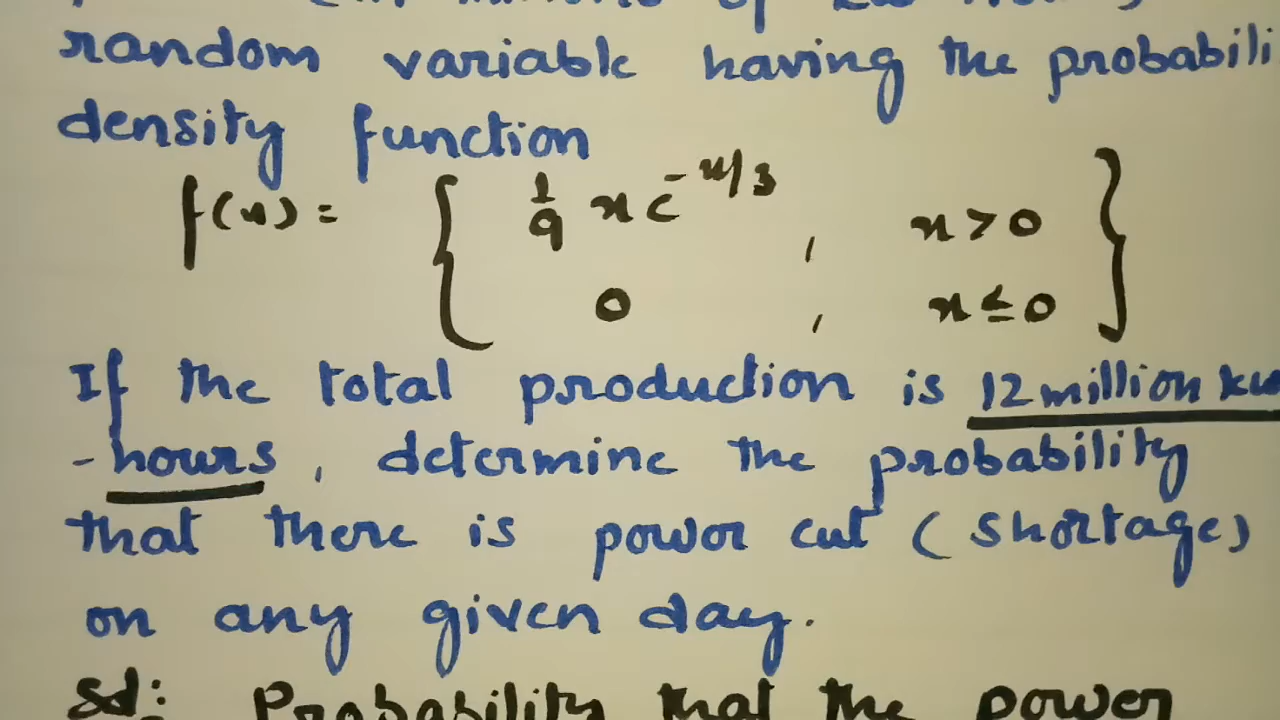 random variable having the probabili
density function
f(x) = { 1/9 x e^-x/3 , x > 0
0 , x ≤ 0 }
If the total production is 12 million kw
- hours, determine the probability
that there is power cut (shortage)
on any given day.
Sol: Probability that the power